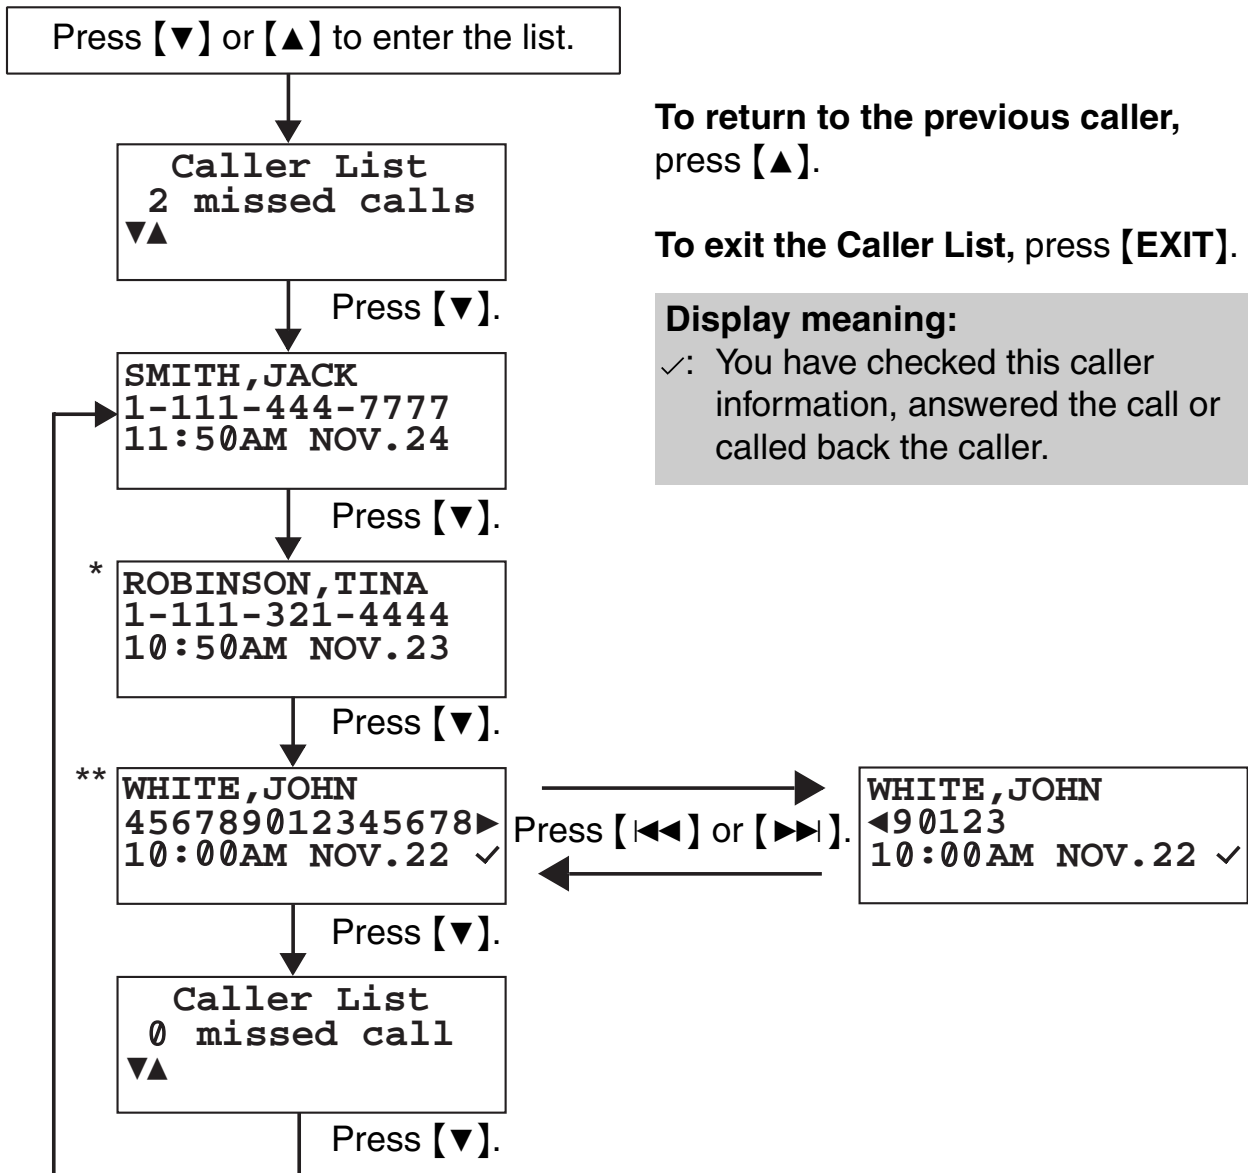 Press【▼】or【▲】to enter the list.
Caller List
2 missed calls
▼▲
To return to the previous caller,
press【▲】.
To exit the Caller List, press【EXIT】.
Display meaning:
✓: You have checked this caller
information, answered the call or
called back the caller.
Press【▼】.
SMITH,JACK
1-111-444-7777
11:50AM NOV.24
Press【▼】.
*
ROBINSON,TINA
1-111-321-4444
10:50AM NOV.23
Press【▼】.
**
WHITE,JOHN
456789012345678▶
10:00AM NOV.22 ✓
Press【⏮】or【⏭】.
WHITE,JOHN
◀90123
10:00AM NOV.22 ✓
Press【▼】.
Caller List
0 missed call
▼▲
Press【▼】.